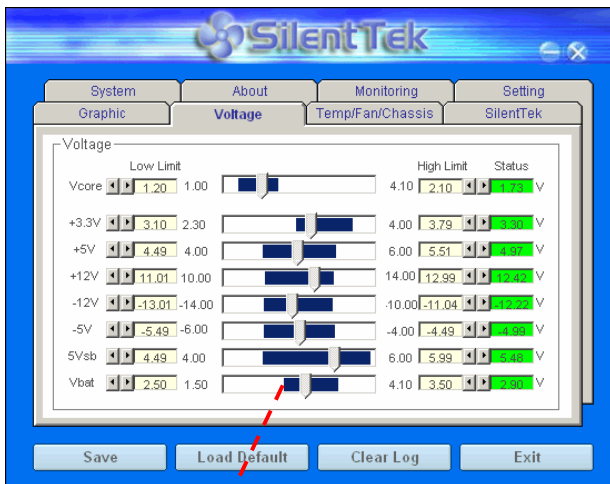 SilentTek
System About Monitoring Setting
Graphic Voltage Temp/Fan/Chassis SilentTek
Voltage
Low Limit High Limit Status
Vcore 1.20 1.00 4.10 2.10 1.73 V
+3.3V 3.10 2.30 4.00 3.79 3.30 V
+5V 4.49 4.00 6.00 5.51 4.97 V
+12V 11.01 10.00 14.00 12.99 12.42 V
-12V -13.01 -14.00 -10.00 -11.04 -12.22 V
-5V -5.49 -6.00 -4.00 -4.49 -4.99 V
5Vsb 4.49 4.00 6.00 5.99 5.48 V
Vbat 2.50 1.50 4.10 3.50 2.90 V
Save Load Default Clear Log Exit